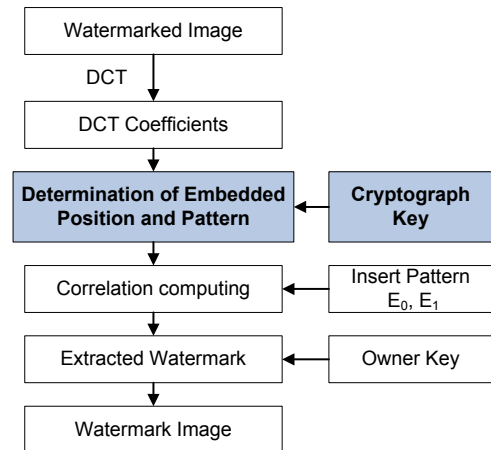 Watermarked Image
DCT
DCT Coefficients
Determination of Embedded
Position and Pattern
Cryptograph
Key
Correlation computing
Insert Pattern
E₀, E₁
Extracted Watermark
Owner Key
Watermark Image